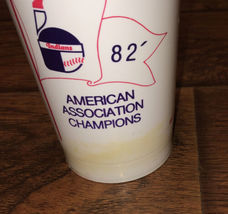 Indians
82´
AMERICAN
ASSOCIATION
CHAMPIONS